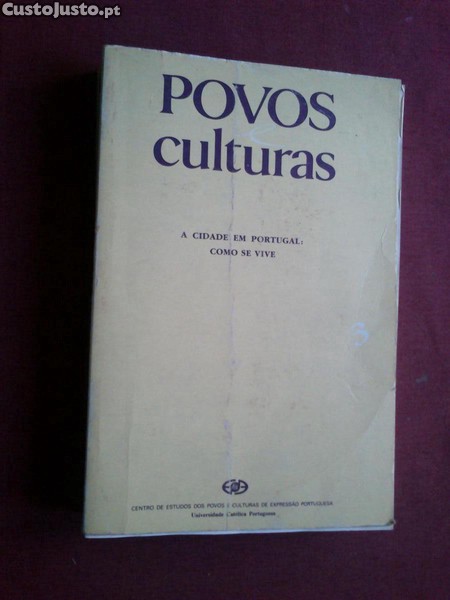 CustoJusto.pt
POVOS
culturas
A CIDADE EM PORTUGAL:
COMO SE VIVE
CENTRO DE ESTUDOS DOS POVOS E CULTURAS DE EXPRESSÃO PORTUGUESA
Universidade Católica Portuguesa